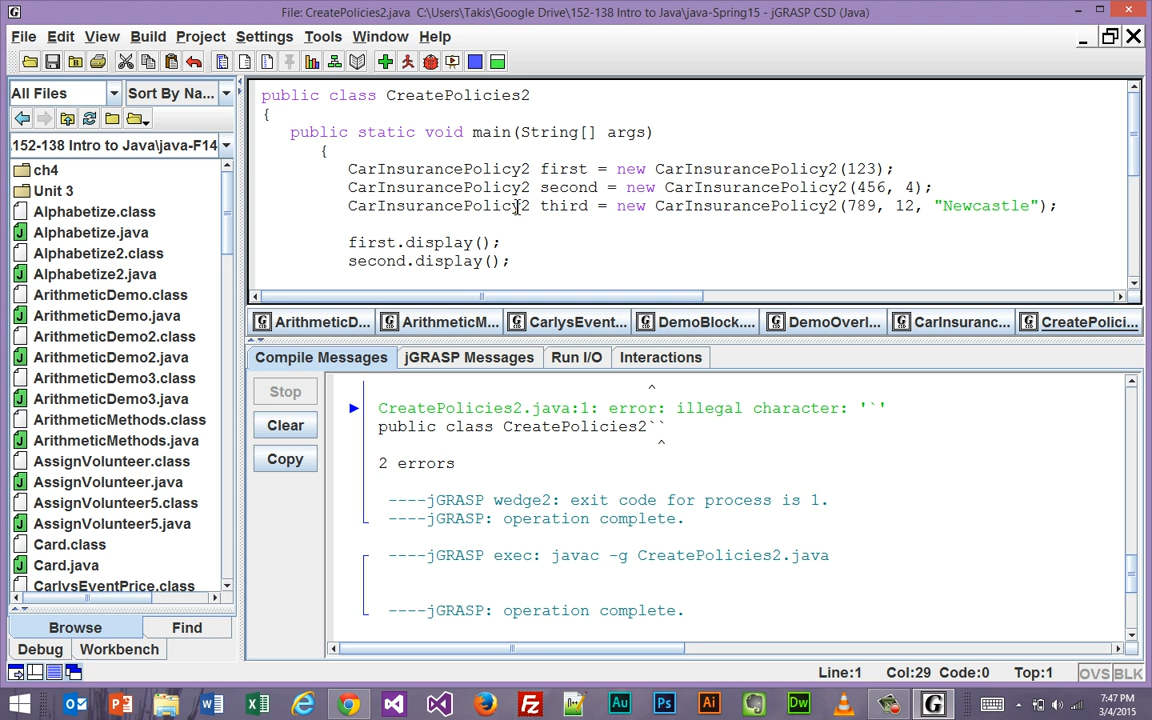 File: CreatePolicies2.java  C:\Users\Takis\Google Drive\152-138 Intro to Java\java-Spring15 - jGRASP CSD (Java)
File Edit View Build Project Settings Tools Window Help
All Files
Sort By Na...
152-138 Intro to Java\java-F14
ch4
Unit 3
Alphabetize.class
Alphabetize.java
Alphabetize2.class
Alphabetize2.java
ArithmeticDemo.class
ArithmeticDemo.java
ArithmeticDemo2.class
ArithmeticDemo2.java
ArithmeticDemo3.class
ArithmeticDemo3.java
ArithmeticMethods.class
ArithmeticMethods.java
AssignVolunteer.class
AssignVolunteer.java
AssignVolunteer5.class
AssignVolunteer5.java
Card.class
Card.java
CarlysEventPrice.class
Browse Find
Debug Workbench
public class CreatePolicies2
{
public static void main(String[] args)
{
CarInsurancePolicy2 first = new CarInsurancePolicy2(123);
CarInsurancePolicy2 second = new CarInsurancePolicy2(456, 4);
CarInsurancePolicy2 third = new CarInsurancePolicy2(789, 12, "Newcastle");
first.display();
second.display();
ArithmeticD... ArithmeticM... CarlysEvent... DemoBlock.... DemoOverl... CarInsuranc... CreatePolici...
Compile Messages jGRASP Messages Run I/O Interactions
Stop
Clear
Copy
^
CreatePolicies2.java:1: error: illegal character: '`'
public class CreatePolicies2``
^
2 errors
----jGRASP wedge2: exit code for process is 1.
----jGRASP: operation complete.
----jGRASP exec: javac -g CreatePolicies2.java
----jGRASP: operation complete.
Line:1 Col:29 Code:0 Top:1 OVS BLK
7:47 PM
3/4/2015